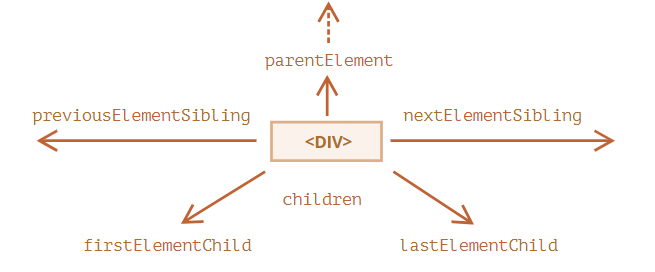 parentElement
previousElementSibling
nextElementSibling
<DIV>
children
firstElementChild
lastElementChild